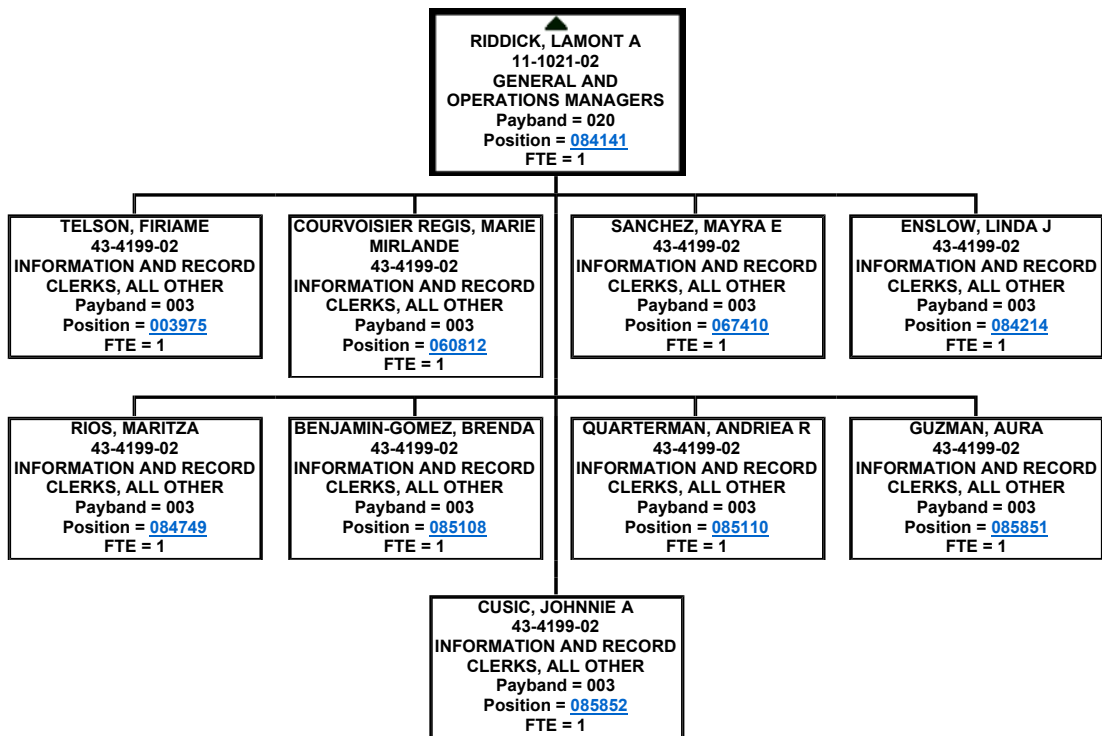 RIDDICK, LAMONT A
11-1021-02
GENERAL AND
OPERATIONS MANAGERS
Payband = 020
Position = 084141
FTE = 1
TELSON, FIRIAME
43-4199-02
INFORMATION AND RECORD
CLERKS, ALL OTHER
Payband = 003
Position = 003975
FTE = 1
COURVOISIER REGIS, MARIE
MIRLANDE
43-4199-02
INFORMATION AND RECORD
CLERKS, ALL OTHER
Payband = 003
Position = 060812
FTE = 1
SANCHEZ, MAYRA E
43-4199-02
INFORMATION AND RECORD
CLERKS, ALL OTHER
Payband = 003
Position = 067410
FTE = 1
ENSLOW, LINDA J
43-4199-02
INFORMATION AND RECORD
CLERKS, ALL OTHER
Payband = 003
Position = 084214
FTE = 1
RIOS, MARITZA
43-4199-02
INFORMATION AND RECORD
CLERKS, ALL OTHER
Payband = 003
Position = 084749
FTE = 1
BENJAMIN-GOMEZ, BRENDA
43-4199-02
INFORMATION AND RECORD
CLERKS, ALL OTHER
Payband = 003
Position = 085108
FTE = 1
QUARTERMAN, ANDRIEA R
43-4199-02
INFORMATION AND RECORD
CLERKS, ALL OTHER
Payband = 003
Position = 085110
FTE = 1
GUZMAN, AURA
43-4199-02
INFORMATION AND RECORD
CLERKS, ALL OTHER
Payband = 003
Position = 085851
FTE = 1
CUSIC, JOHNNIE A
43-4199-02
INFORMATION AND RECORD
CLERKS, ALL OTHER
Payband = 003
Position = 085852
FTE = 1